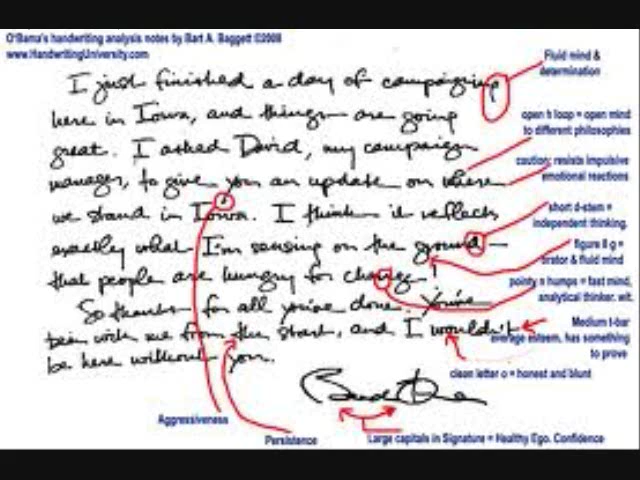 O'Bama's handwriting analysis notes by Bart A. Baggett ©2008
www.HandwritingUniversity.com
I just finished a day of campaigning
here in Iowa, and things are going
great. I asked David, my campaign
manager, to give you an update on where
we stand in Iowa. I think it reflects
exactly what I'm sensing on the ground —
that people are hungry for change!
So thanks for all you've done. You've
been with me from the start, and I wouldn't
be here without you.
Fluid mind &
determination
open h loop = open mind
to different philosophies
caution; resists impulsive
emotional reactions
short d-stem =
independent thinking.
figure 8 g =
& fluid mind
pointy n humps = fast mind,
analytical thinker. wit.
Medium t-bar
average esteem, has something
to prove
clean letter o = honest and blunt
Aggressiveness
Persistence
Large capitals in Signature = Healthy Ego. Confidence